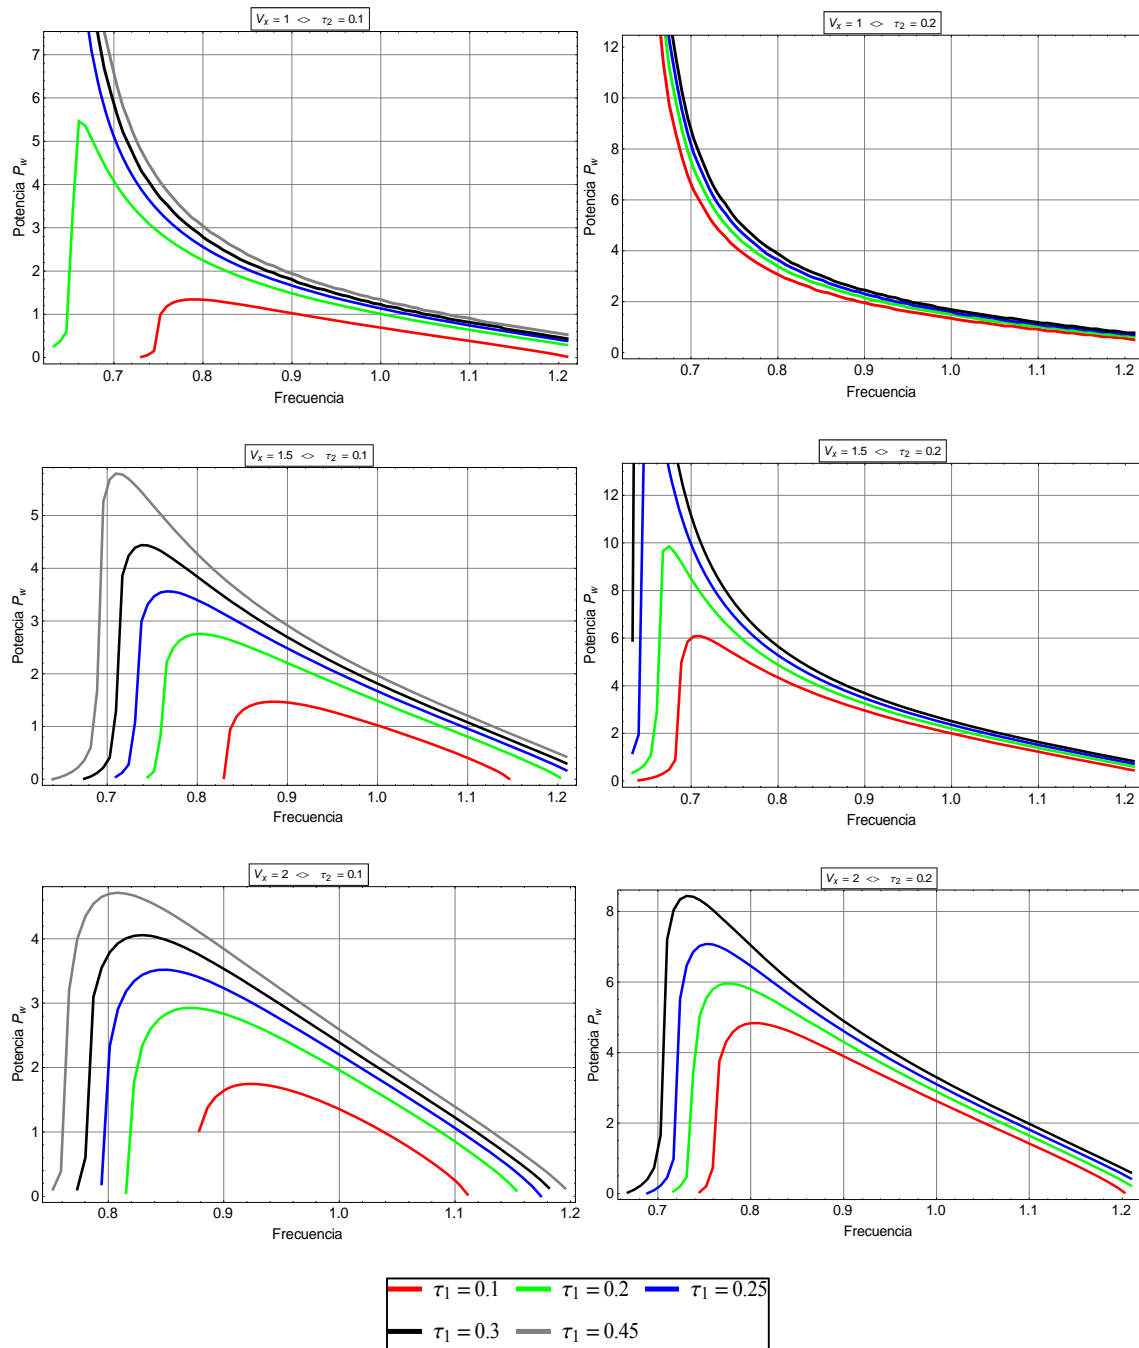 V_x = 1 <> τ_2 = 0.1
Potencia P_w
7
6
5
4
3
2
1
0
0.7 0.8 0.9 1.0 1.1 1.2
Frecuencia
V_x = 1 <> τ_2 = 0.2
Potencia P_w
12
10
8
6
4
2
0
0.7 0.8 0.9 1.0 1.1 1.2
Frecuencia
V_x = 1.5 <> τ_2 = 0.1
Potencia P_w
5
4
3
2
1
0
0.7 0.8 0.9 1.0 1.1 1.2
Frecuencia
V_x = 1.5 <> τ_2 = 0.2
Potencia P_w
12
10
8
6
4
2
0
0.7 0.8 0.9 1.0 1.1 1.2
Frecuencia
V_x = 2 <> τ_2 = 0.1
Potencia P_w
4
3
2
1
0
0.8 0.9 1.0 1.1 1.2
Frecuencia
V_x = 2 <> τ_2 = 0.2
Potencia P_w
8
6
4
2
0
0.7 0.8 0.9 1.0 1.1 1.2
Frecuencia
τ_1 = 0.1 τ_1 = 0.2 τ_1 = 0.25
τ_1 = 0.3 τ_1 = 0.45